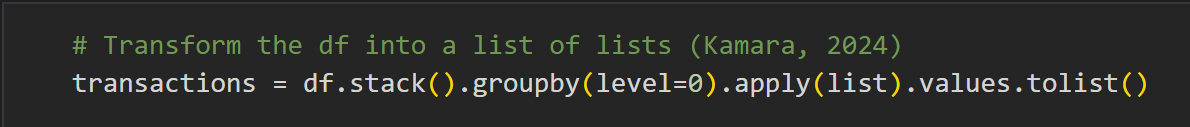 # Transform the df into a list of lists (Kamara, 2024)
transactions = df.stack().groupby(level=0).apply(list).values.tolist()